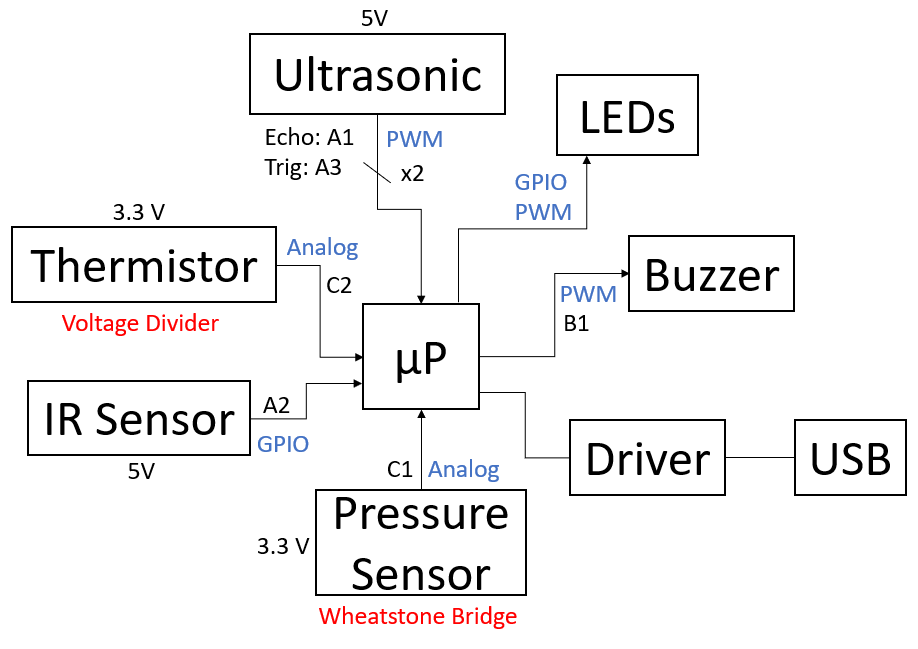 5V
Ultrasonic
LEDs
Echo: A1
PWM
Trig: A3
x2
GPIO
PWM
3.3 V
Thermistor
Analog
C2
Voltage Divider
Buzzer
PWM
B1
µP
IR Sensor
A2
GPIO
5V
Driver
USB
C1
Analog
Pressure
Sensor
3.3 V
Wheatstone Bridge